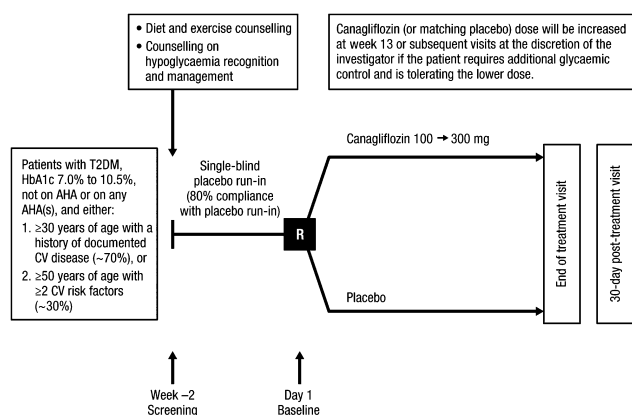 • Diet and exercise counselling
• Counselling on
hypoglycaemia recognition
and management
Canagliflozin (or matching placebo) dose will be increased
at week 13 or subsequent visits at the discretion of the
investigator if the patient requires additional glycaemic
control and is tolerating the lower dose.
Patients with T2DM,
HbA1c 7.0% to 10.5%,
not on AHA or on any
AHA(s), and either:
1. ≥30 years of age with a
history of documented
CV disease (~70%), or
2. ≥50 years of age with
≥2 CV risk factors
(~30%)
Single-blind
placebo run-in
(80% compliance
with placebo run-in)
R
Canagliflozin 100 → 300 mg
Placebo
End of treatment visit
30-day post-treatment visit
Week –2
Screening
Day 1
Baseline